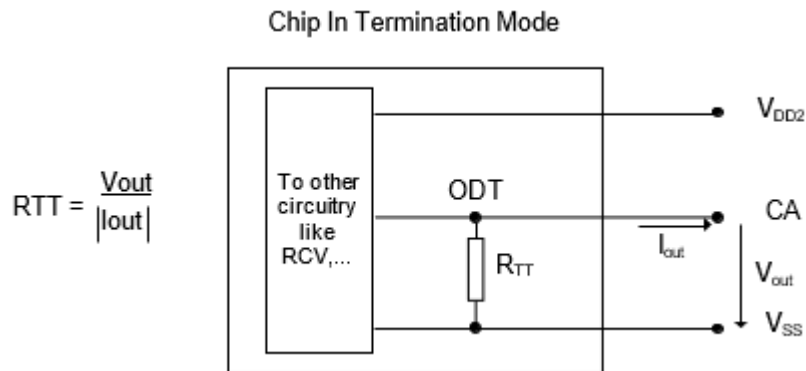 Chip In Termination Mode
VDD2
RTT = Vout
|Iout|
To other
circuitry
like
RCV,...
ODT
CA
Iout
RTT
Vout
VSS